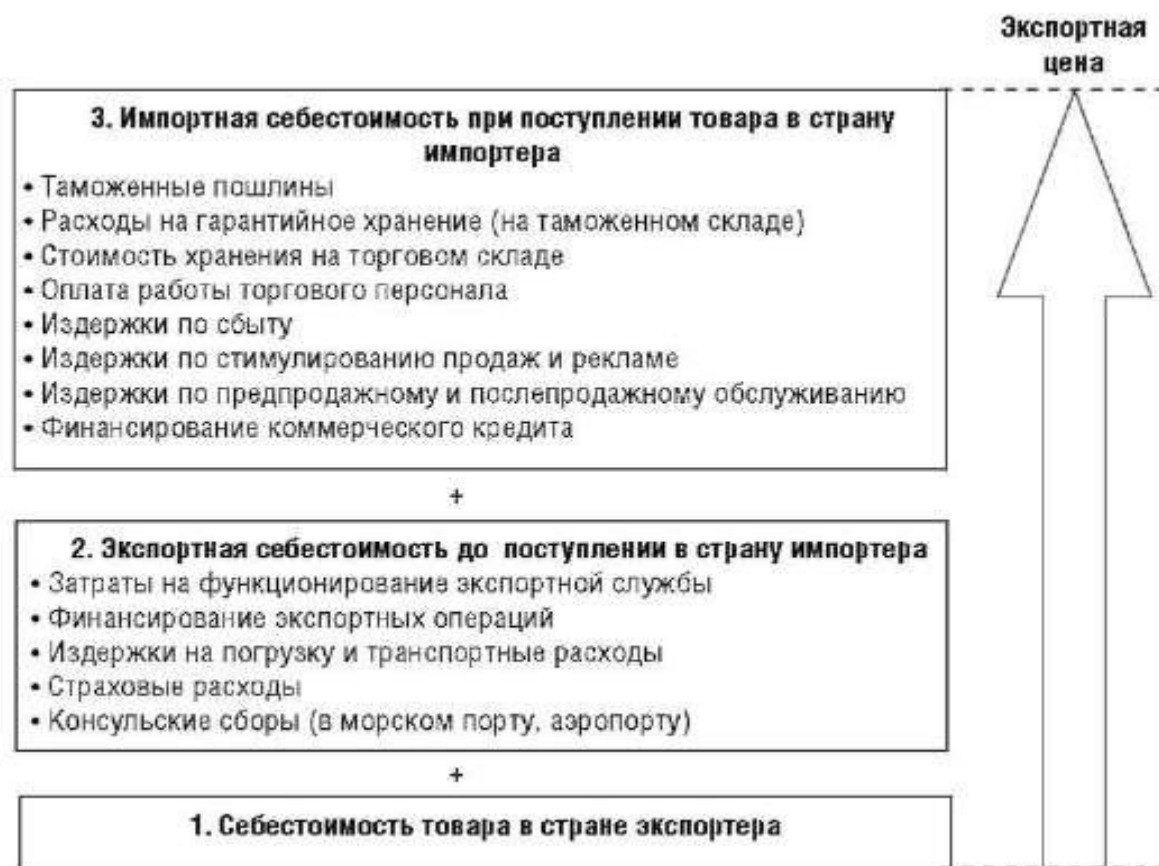 Экспортная
цена
3. Импортная себестоимость при поступлении товара в страну
импортера
• Таможенные пошлины
• Расходы на гарантийное хранение (на таможенном складе)
• Стоимость хранения на торговом складе
• Оплата работы торгового персонала
• Издержки по сбыту
• Издержки по стимулированию продаж и рекламе
• Издержки по предпродажному и послепродажному обслуживанию
• Финансирование коммерческого кредита
+
2. Экспортная себестоимость до поступлении в страну импортера
• Затраты на функционирование экспортной службы
• Финансирование экспортных операций
• Издержки на погрузку и транспортные расходы
• Страховые расходы
• Консульские сборы (в морском порту, аэропорту)
+
1. Себестоимость товара в стране экспортера